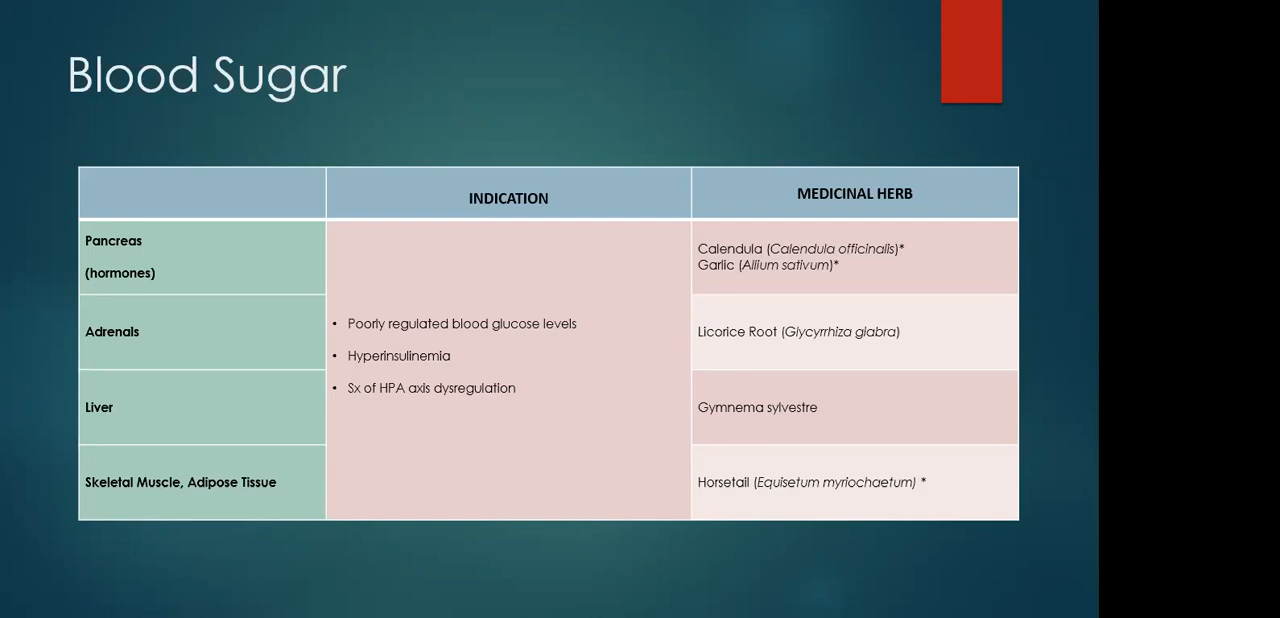 Blood Sugar
INDICATION
MEDICINAL HERB
Pancreas
(hormones)
Calendula (Calendula officinalis)*
Garlic (Allium sativum)*
• Poorly regulated blood glucose levels
Adrenals
Licorice Root (Glycyrrhiza glabra)
• Hyperinsulinemia
• Sx of HPA axis dysregulation
Liver
Gymnema sylvestre
Skeletal Muscle, Adipose Tissue
Horsetail (Equisetum myriochaetum) *